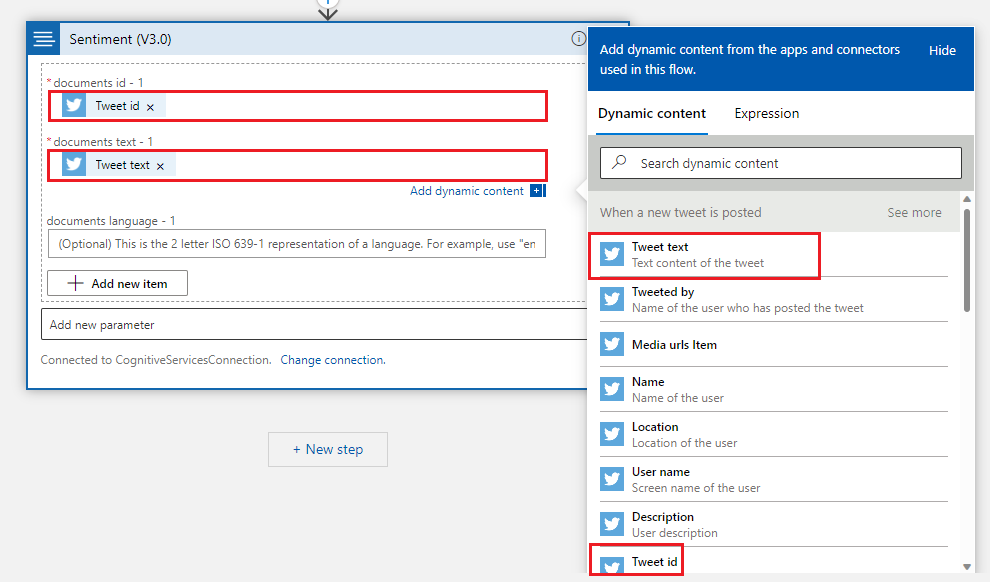 Sentiment (V3.0)
*documents id - 1
Tweet id ×
*documents text - 1
Tweet text ×
Add dynamic content
documents language - 1
(Optional) This is the 2 letter ISO 639-1 representation of a language. For example, use "en
Add new item
Add new parameter
Connected to CognitiveServicesConnection. Change connection.
+ New step
Add dynamic content from the apps and connectors
used in this flow.
Hide
Dynamic content
Expression
Search dynamic content
When a new tweet is posted
See more
Tweet text
Text content of the tweet
Tweeted by
Name of the user who has posted the tweet
Media urls Item
Name
Name of the user
Location
Location of the user
User name
Screen name of the user
Description
User description
Tweet id